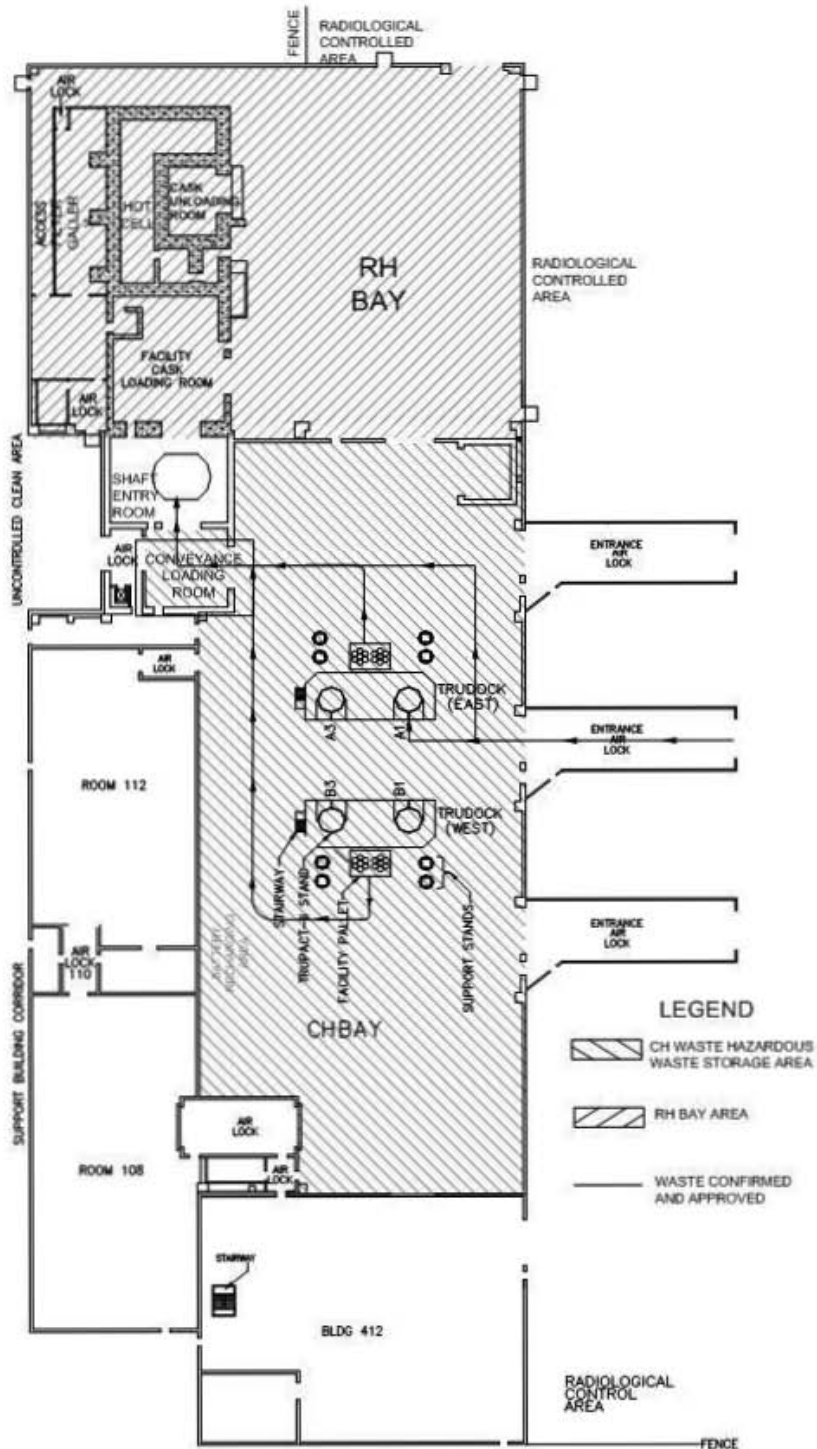 FENCE
RADIOLOGICAL
CONTROLLED
AREA
AIR
LOCK
ACCESS
FILTER
GALLER
HOT
CELL
CASK
UNLOADING
ROOM
RH
BAY
RADIOLOGICAL
CONTROLLED
AREA
FACILITY
CASK
LOADING ROOM
AIR
LOCK
UNCONTROLLED CLEAN AREA
SHAFT
ENTRY
ROOM
AIR
LOCK
CONVEYANCE
LOADING
ROOM
ENTRANCE
AIR
LOCK
AIR
LOCK
TRUDOCK
(EAST)
A3
A1
ENTRANCE
AIR
LOCK
ROOM 112
B3
B1
TRUDOCK
(WEST)
STAIRWAY
TRUPACT-II STAND
FACILITY PALLET
SUPPORT STANDS
ENTRANCE
AIR
LOCK
AIR
LOCK
110
AREA
CHBAY
SUPPORT BUILDING CORRIDOR
LEGEND
CH WASTE HAZARDOUS
WASTE STORAGE AREA
RH BAY AREA
WASTE CONFIRMED
AND APPROVED
AIR
LOCK
ROOM 108
AIR
LOCK
STAIRWAY
BLDG 412
RADIOLOGICAL
CONTROL
AREA
FENCE